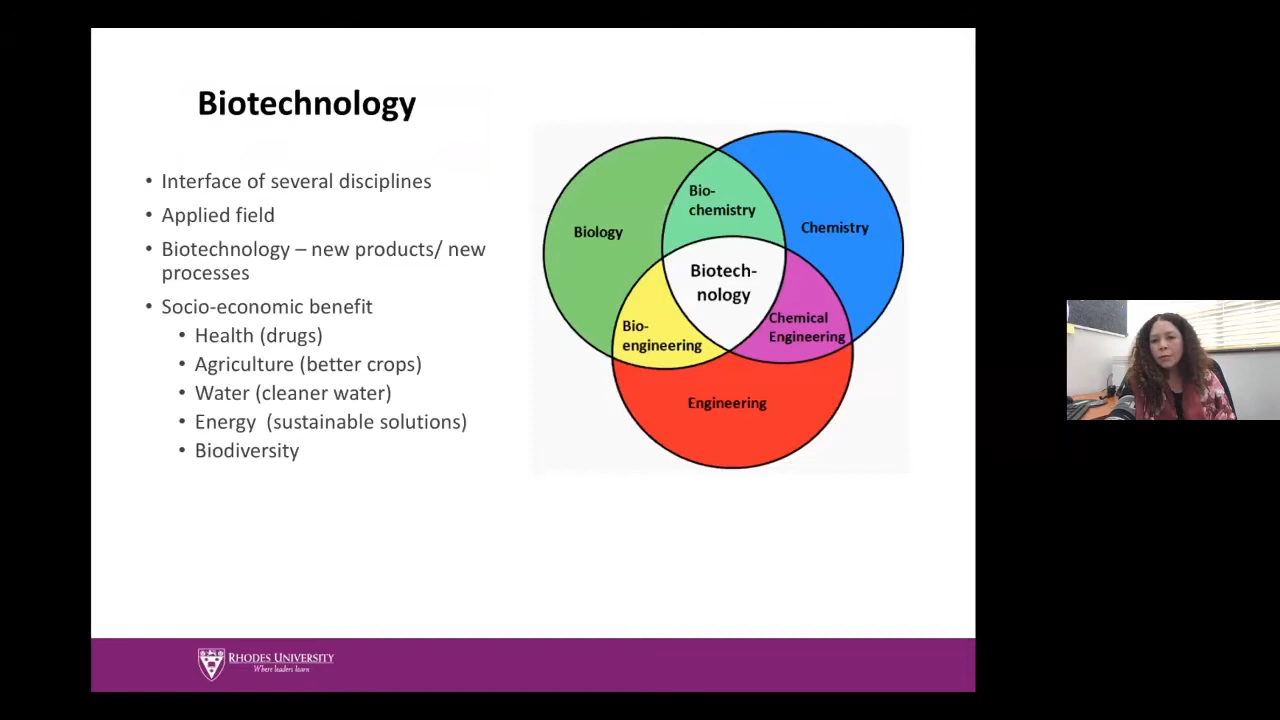 Biotechnology
• Interface of several disciplines
• Applied field
• Biotechnology – new products/ new
processes
• Socio-economic benefit
• Health (drugs)
• Agriculture (better crops)
• Water (cleaner water)
• Energy (sustainable solutions)
• Biodiversity
Bio-
chemistry
Biology
Chemistry
Biotech-
nology
Bio-
engineering
Chemical
Engineering
Engineering
RHODES UNIVERSITY
Where leaders learn